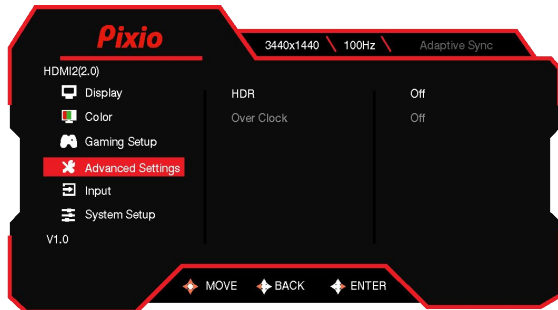 Pixio
3440x1440 \ 100Hz \ Adaptive Sync
HDMI2(2.0)
Display
HDR Off
Color
Over Clock Off
Gaming Setup
Advanced Settings
Input
System Setup
V1.0
MOVE BACK ENTER